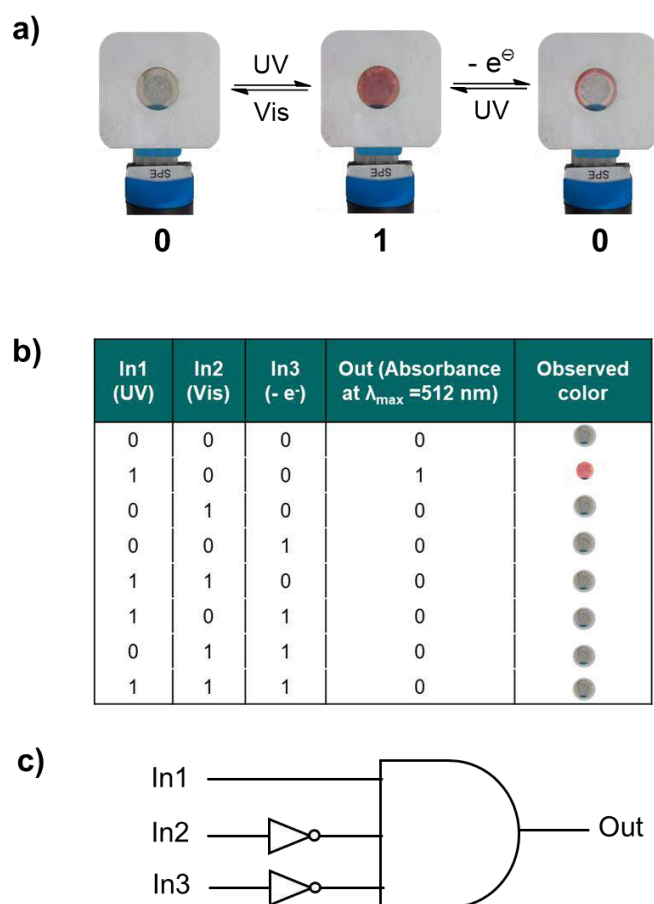 a)
UV
Vis
- e⊖
UV
SPE
SPE
SPE
0 1 0
b)
In1 (UV) In2 (Vis) In3 (- e-) Out (Absorbance at λmax =512 nm) Observed color
0 0 0 0
1 0 0 1
0 1 0 0
0 0 1 0
1 1 0 0
1 0 1 0
0 1 1 0
1 1 1 0
c)
In1
In2
In3
Out